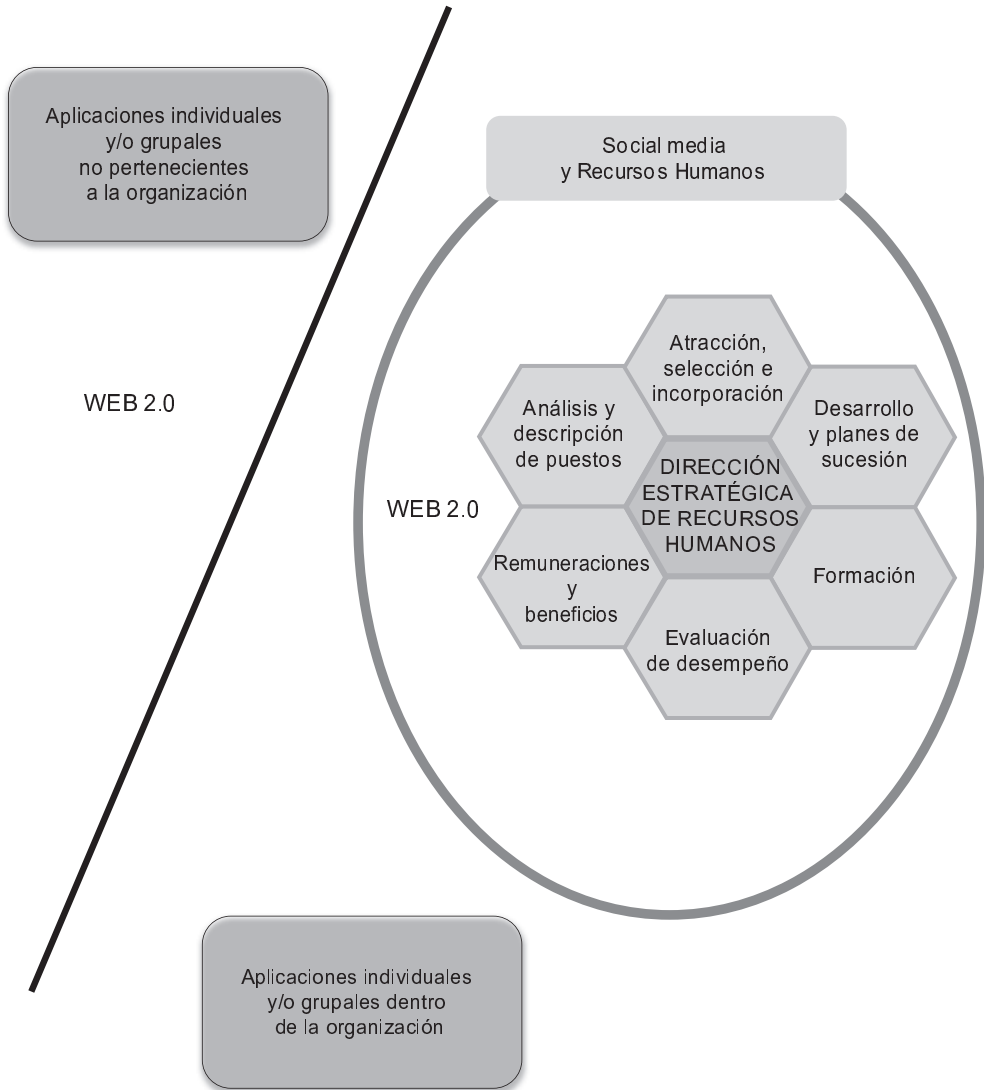 Aplicaciones individuales
y/o grupales
no pertenecientes
a la organización
Social media
y Recursos Humanos
WEB 2.0
WEB 2.0
Atracción,
selección e
incorporación
Análisis y
descripción
de puestos
Desarrollo
y planes de
sucesión
DIRECCIÓN
ESTRATÉGICA
DE RECURSOS
HUMANOS
Remuneraciones
y
beneficios
Formación
Evaluación
de desempeño
Aplicaciones individuales
y/o grupales dentro
de la organización